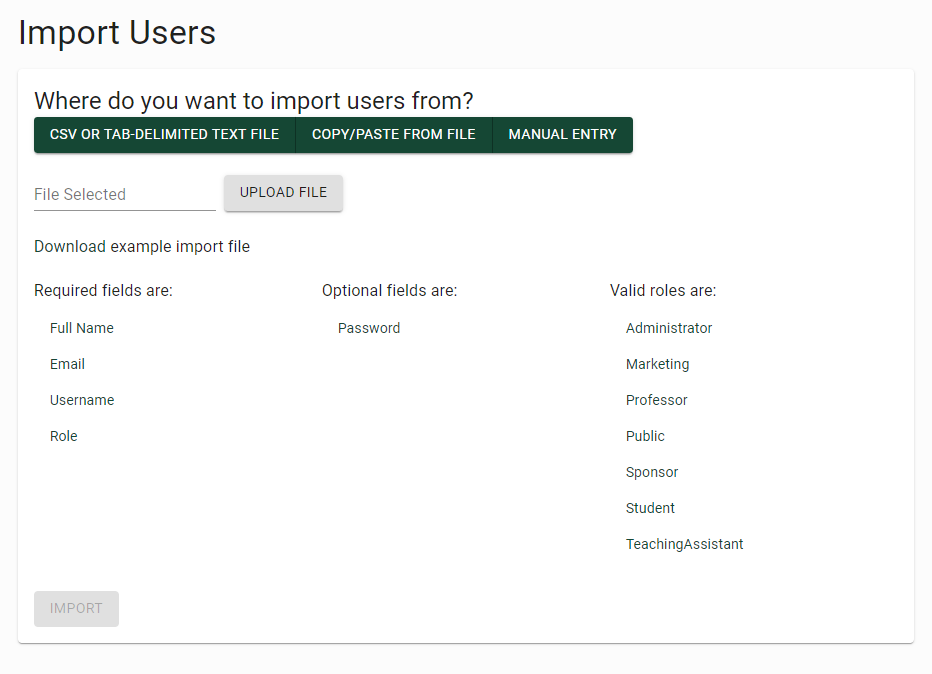 Import Users
Where do you want to import users from?
CSV OR TAB-DELIMITED TEXT FILE COPY/PASTE FROM FILE MANUAL ENTRY
File Selected UPLOAD FILE
Download example import file
Required fields are: Optional fields are: Valid roles are:
Full Name Password Administrator
Email Marketing
Username Professor
Role Public
Sponsor
Student
TeachingAssistant
IMPORT